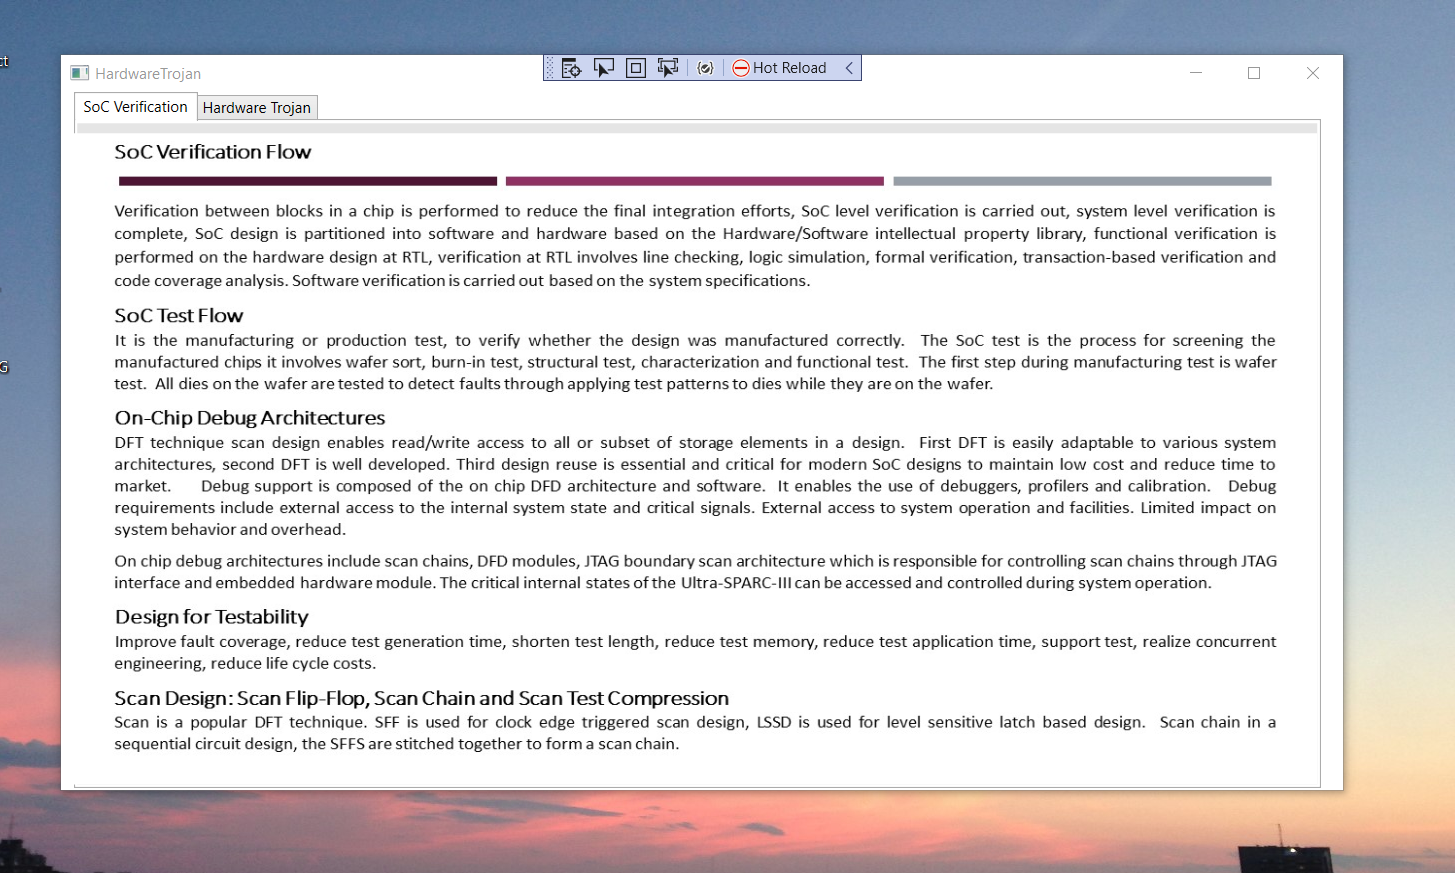 ct
HardwareTrojan
Hot Reload
SoC Verification
Hardware Trojan
SoC Verification Flow
Verification between blocks in a chip is performed to reduce the final integration efforts, SoC level verification is carried out, system level verification is
complete, SoC design is partitioned into software and hardware based on the Hardware/Software intellectual property library, functional verification is
performed on the hardware design at RTL, verification at RTL involves line checking, logic simulation, formal verification, transaction-based verification and
code coverage analysis. Software verification is carried out based on the system specifications.
SoC Test Flow
It is the manufacturing or production test, to verify whether the design was manufactured correctly. The SoC test is the process for screening the
manufactured chips it involves wafer sort, burn-in test, structural test, characterization and functional test. The first step during manufacturing test is wafer
test. All dies on the wafer are tested to detect faults through applying test patterns to dies while they are on the wafer.
G
On-Chip Debug Architectures
DFT technique scan design enables read/write access to all or subset of storage elements in a design. First DFT is easily adaptable to various system
architectures, second DFT is well developed. Third design reuse is essential and critical for modern SoC designs to maintain low cost and reduce time to
market. Debug support is composed of the on chip DFD architecture and software. It enables the use of debuggers, profilers and calibration. Debug
requirements include external access to the internal system state and critical signals. External access to system operation and facilities. Limited impact on
system behavior and overhead.
On chip debug architectures include scan chains, DFD modules, JTAG boundary scan architecture which is responsible for controlling scan chains through JTAG
interface and embedded hardware module. The critical internal states of the Ultra-SPARC-III can be accessed and controlled during system operation.
Design for Testability
Improve fault coverage, reduce test generation time, shorten test length, reduce test memory, reduce test application time, support test, realize concurrent
engineering, reduce life cycle costs.
Scan Design: Scan Flip-Flop, Scan Chain and Scan Test Compression
Scan is a popular DFT technique. SFF is used for clock edge triggered scan design, LSSD is used for level sensitive latch based design. Scan chain in a
sequential circuit design, the SFFS are stitched together to form a scan chain.